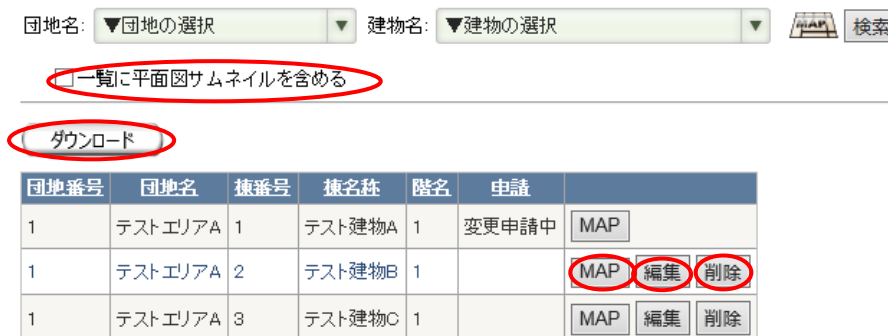 団地名: ▼団地の選択 ▼ 建物名: ▼建物の選択 ▼ MAP 検索
一覧に平面図サムネイルを含める
ダウンロード
団地番号 団地名 棟番号 棟名称 階名 申請
1 テストエリアA 1 テスト建物A 1 変更申請中 MAP
1 テストエリアA 2 テスト建物B 1 MAP 編集 削除
1 テストエリアA 3 テスト建物C 1 MAP 編集 削除